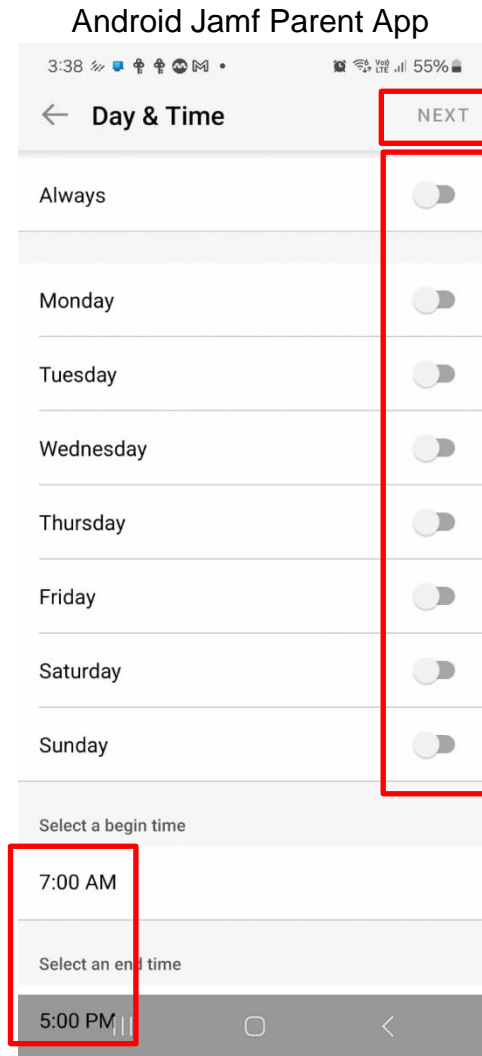 Android Jamf Parent App
3:38
55%
Day & Time
NEXT
Always
Monday
Tuesday
Wednesday
Thursday
Friday
Saturday
Sunday
Select a begin time
7:00 AM
Select an end time
5:00 PM